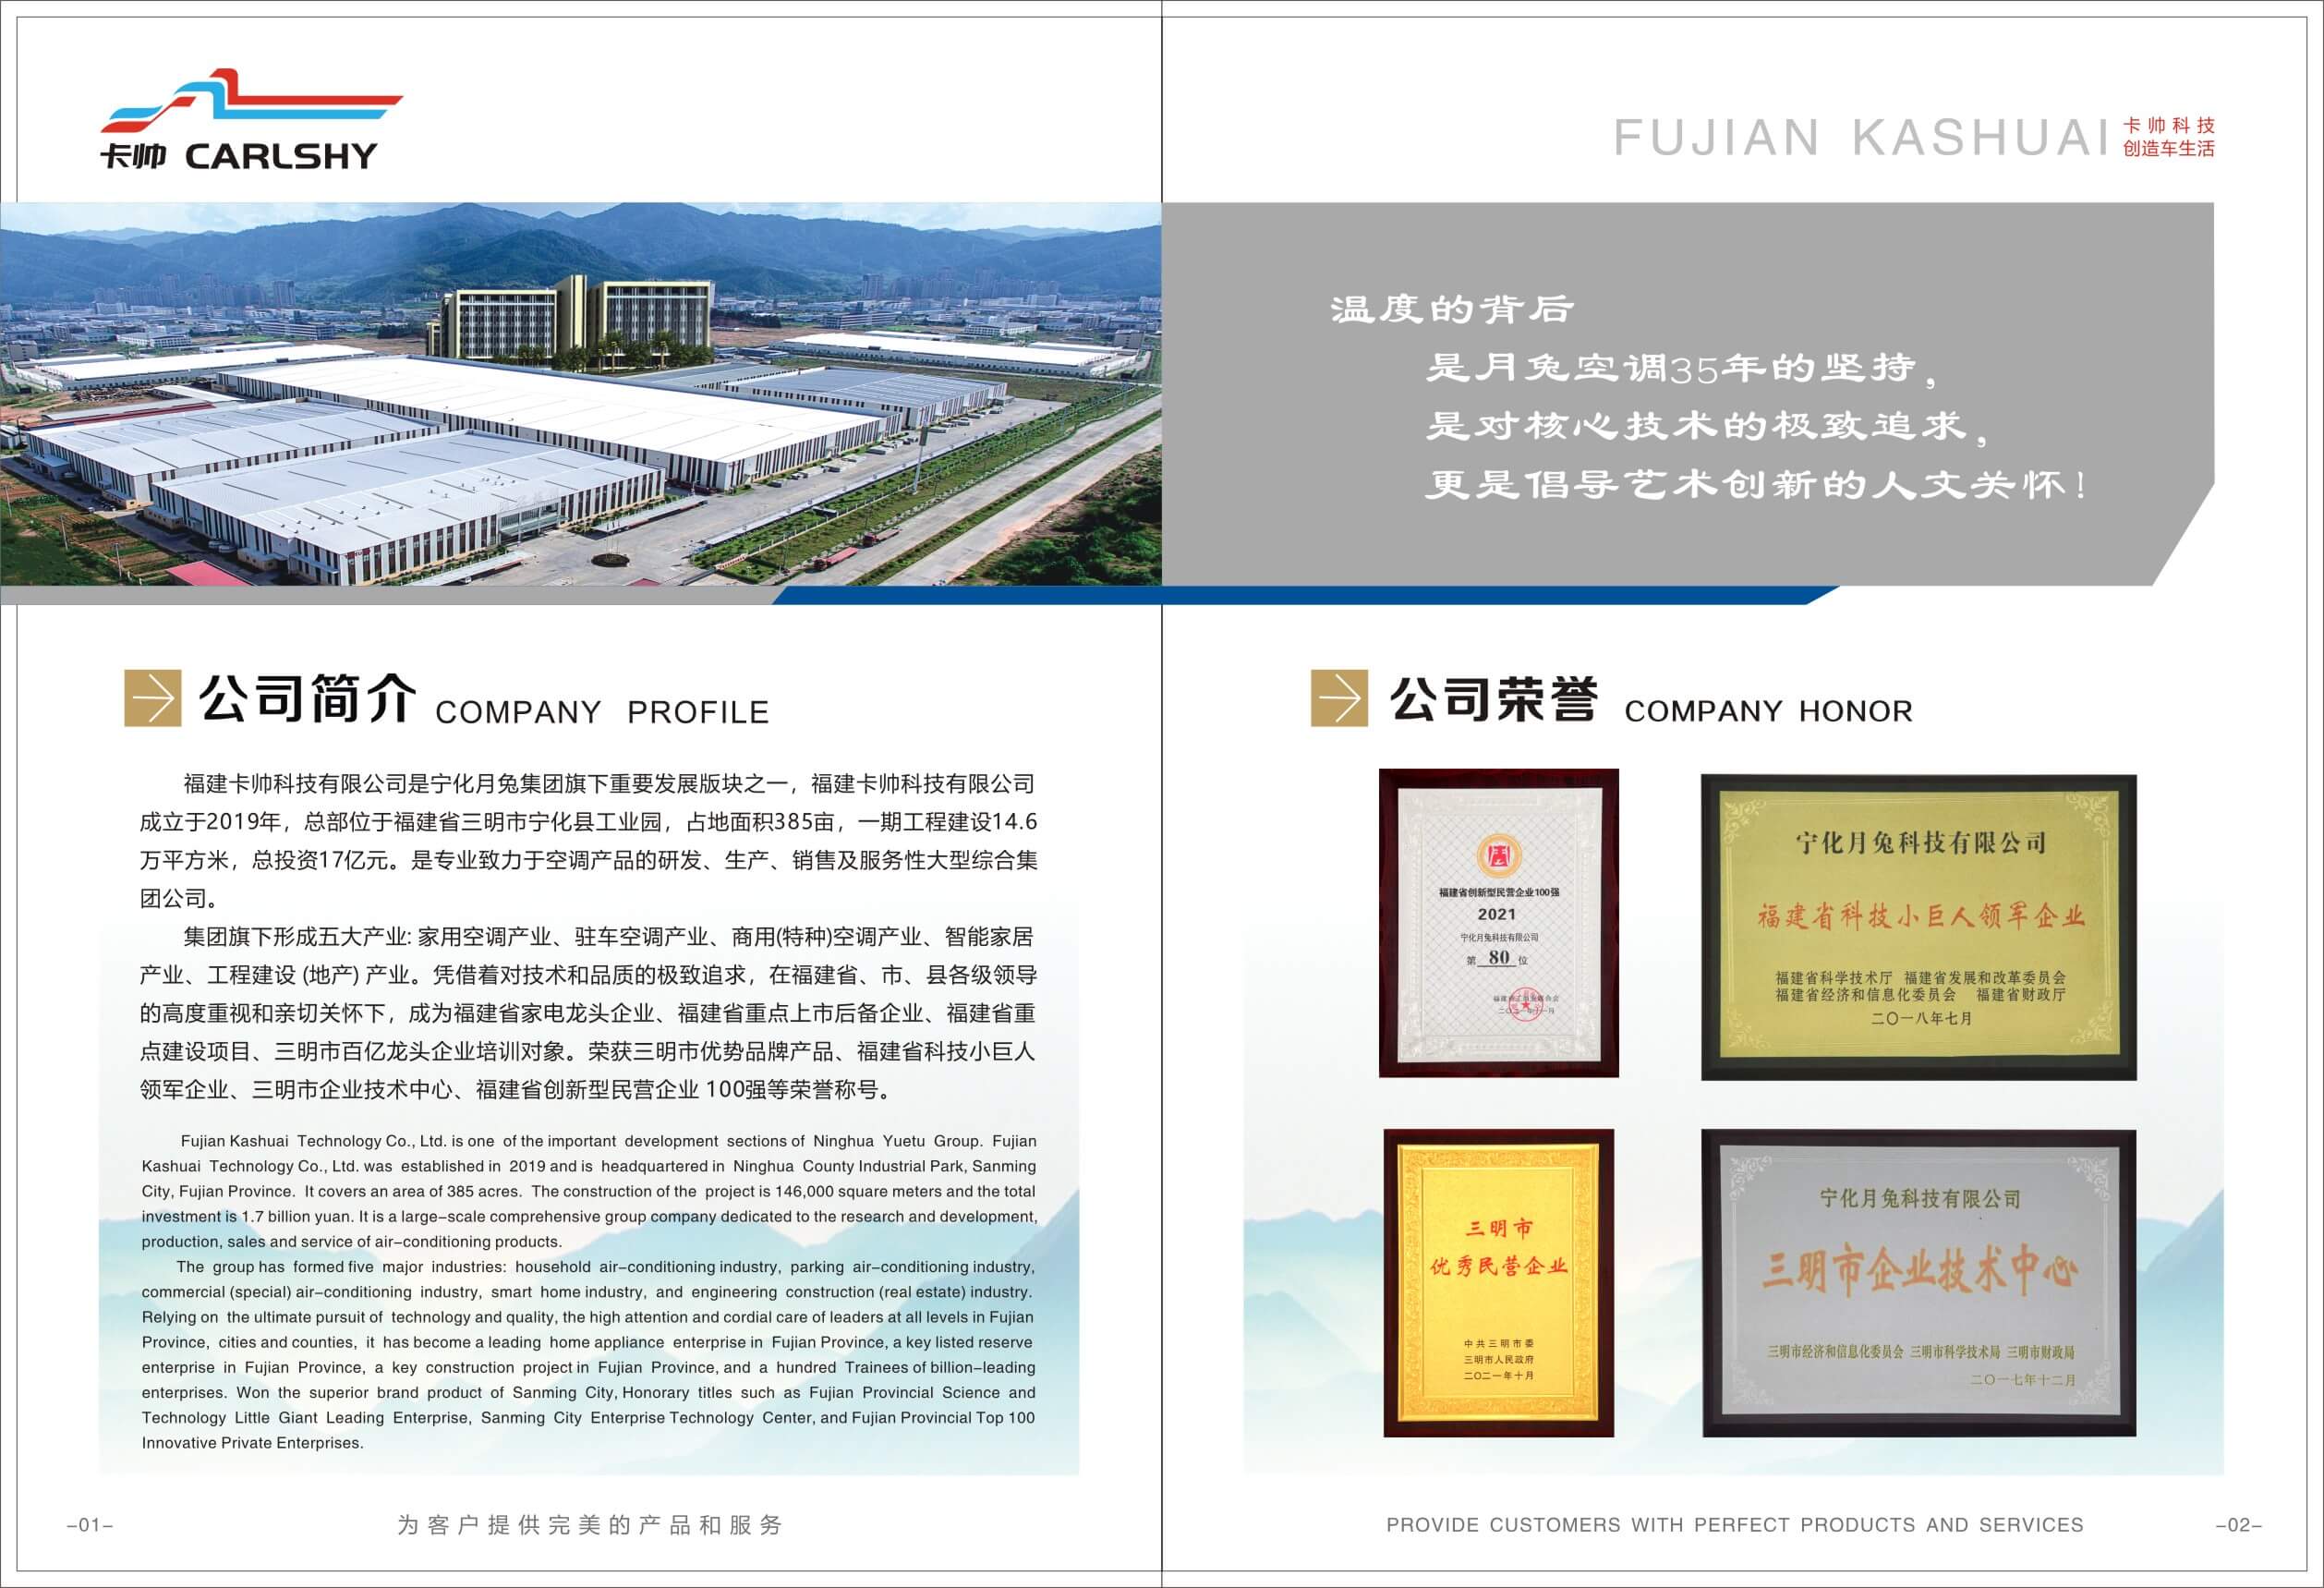 卡帅 CARLSHY
FUJIAN KASHUAI
卡帅科技
创造车生活
温度的背后
是月兔空调35年的坚持，
是对核心技术的极致追求，
更是倡导艺术创新的人文关怀！
公司简介 COMPANY PROFILE
福建卡帅科技有限公司是宁化月兔集团旗下重要发展版块之一，福建卡帅科技有限公司
成立于2019年，总部位于福建省三明市宁化县工业园，占地面积385亩，一期工程建设14.6
万平方米，总投资17亿元。是专业致力于空调产品的研发、生产、销售及服务性大型综合集
团公司。
集团旗下形成五大产业: 家用空调产业、驻车空调产业、商用(特种)空调产业、智能家居
产业、工程建设 (地产) 产业。凭借着对技术和品质的极致追求，在福建省、市、县各级领导
的高度重视和亲切关怀下，成为福建省家电龙头企业、福建省重点上市后备企业、福建省重
点建设项目、三明市百亿龙头企业培训对象。荣获三明市优势品牌产品、福建省科技小巨人
领军企业、三明市企业技术中心、福建省创新型民营企业 100强等荣誉称号。
Fujian Kashuai Technology Co., Ltd. is one of the important development sections of Ninghua Yuetu Group. Fujian
Kashuai Technology Co., Ltd. was established in 2019 and is headquartered in Ninghua County Industrial Park, Sanming
City, Fujian Province. It covers an area of 385 acres. The construction of the project is 146,000 square meters and the total
investment is 1.7 billion yuan. It is a large-scale comprehensive group company dedicated to the research and development,
production, sales and service of air-conditioning products.
The group has formed five major industries: household air-conditioning industry, parking air-conditioning industry,
commercial (special) air-conditioning industry, smart home industry, and engineering construction (real estate) industry.
Relying on the ultimate pursuit of technology and quality, the high attention and cordial care of leaders at all levels in Fujian
Province, cities and counties, it has become a leading home appliance enterprise in Fujian Province, a key listed reserve
enterprise in Fujian Province, a key construction project in Fujian Province, and a hundred Trainees of billion-leading
enterprises. Won the superior brand product of Sanming City, Honorary titles such as Fujian Provincial Science and
Technology Little Giant Leading Enterprise, Sanming City Enterprise Technology Center, and Fujian Provincial Top 100
Innovative Private Enterprises.
公司荣誉 COMPANY HONOR
福建省创新型民营企业100强
2021
宁化月兔科技有限公司
第 80 位
宁化月兔科技有限公司
福建省科技小巨人领军企业
福建省科学技术厅 福建省发展和改革委员会
福建省经济和信息化委员会 福建省财政厅
二〇一八年七月
三明市
优秀民营企业
中共三明市委
三明市人民政府
二〇二一年十月
宁化月兔科技有限公司
三明市企业技术中心
三明市经济和信息化委员会 三明市科学技术局 三明市财政局
二〇一七年十二月
-01-
为客户提供完美的产品和服务
PROVIDE CUSTOMERS WITH PERFECT PRODUCTS AND SERVICES
-02-